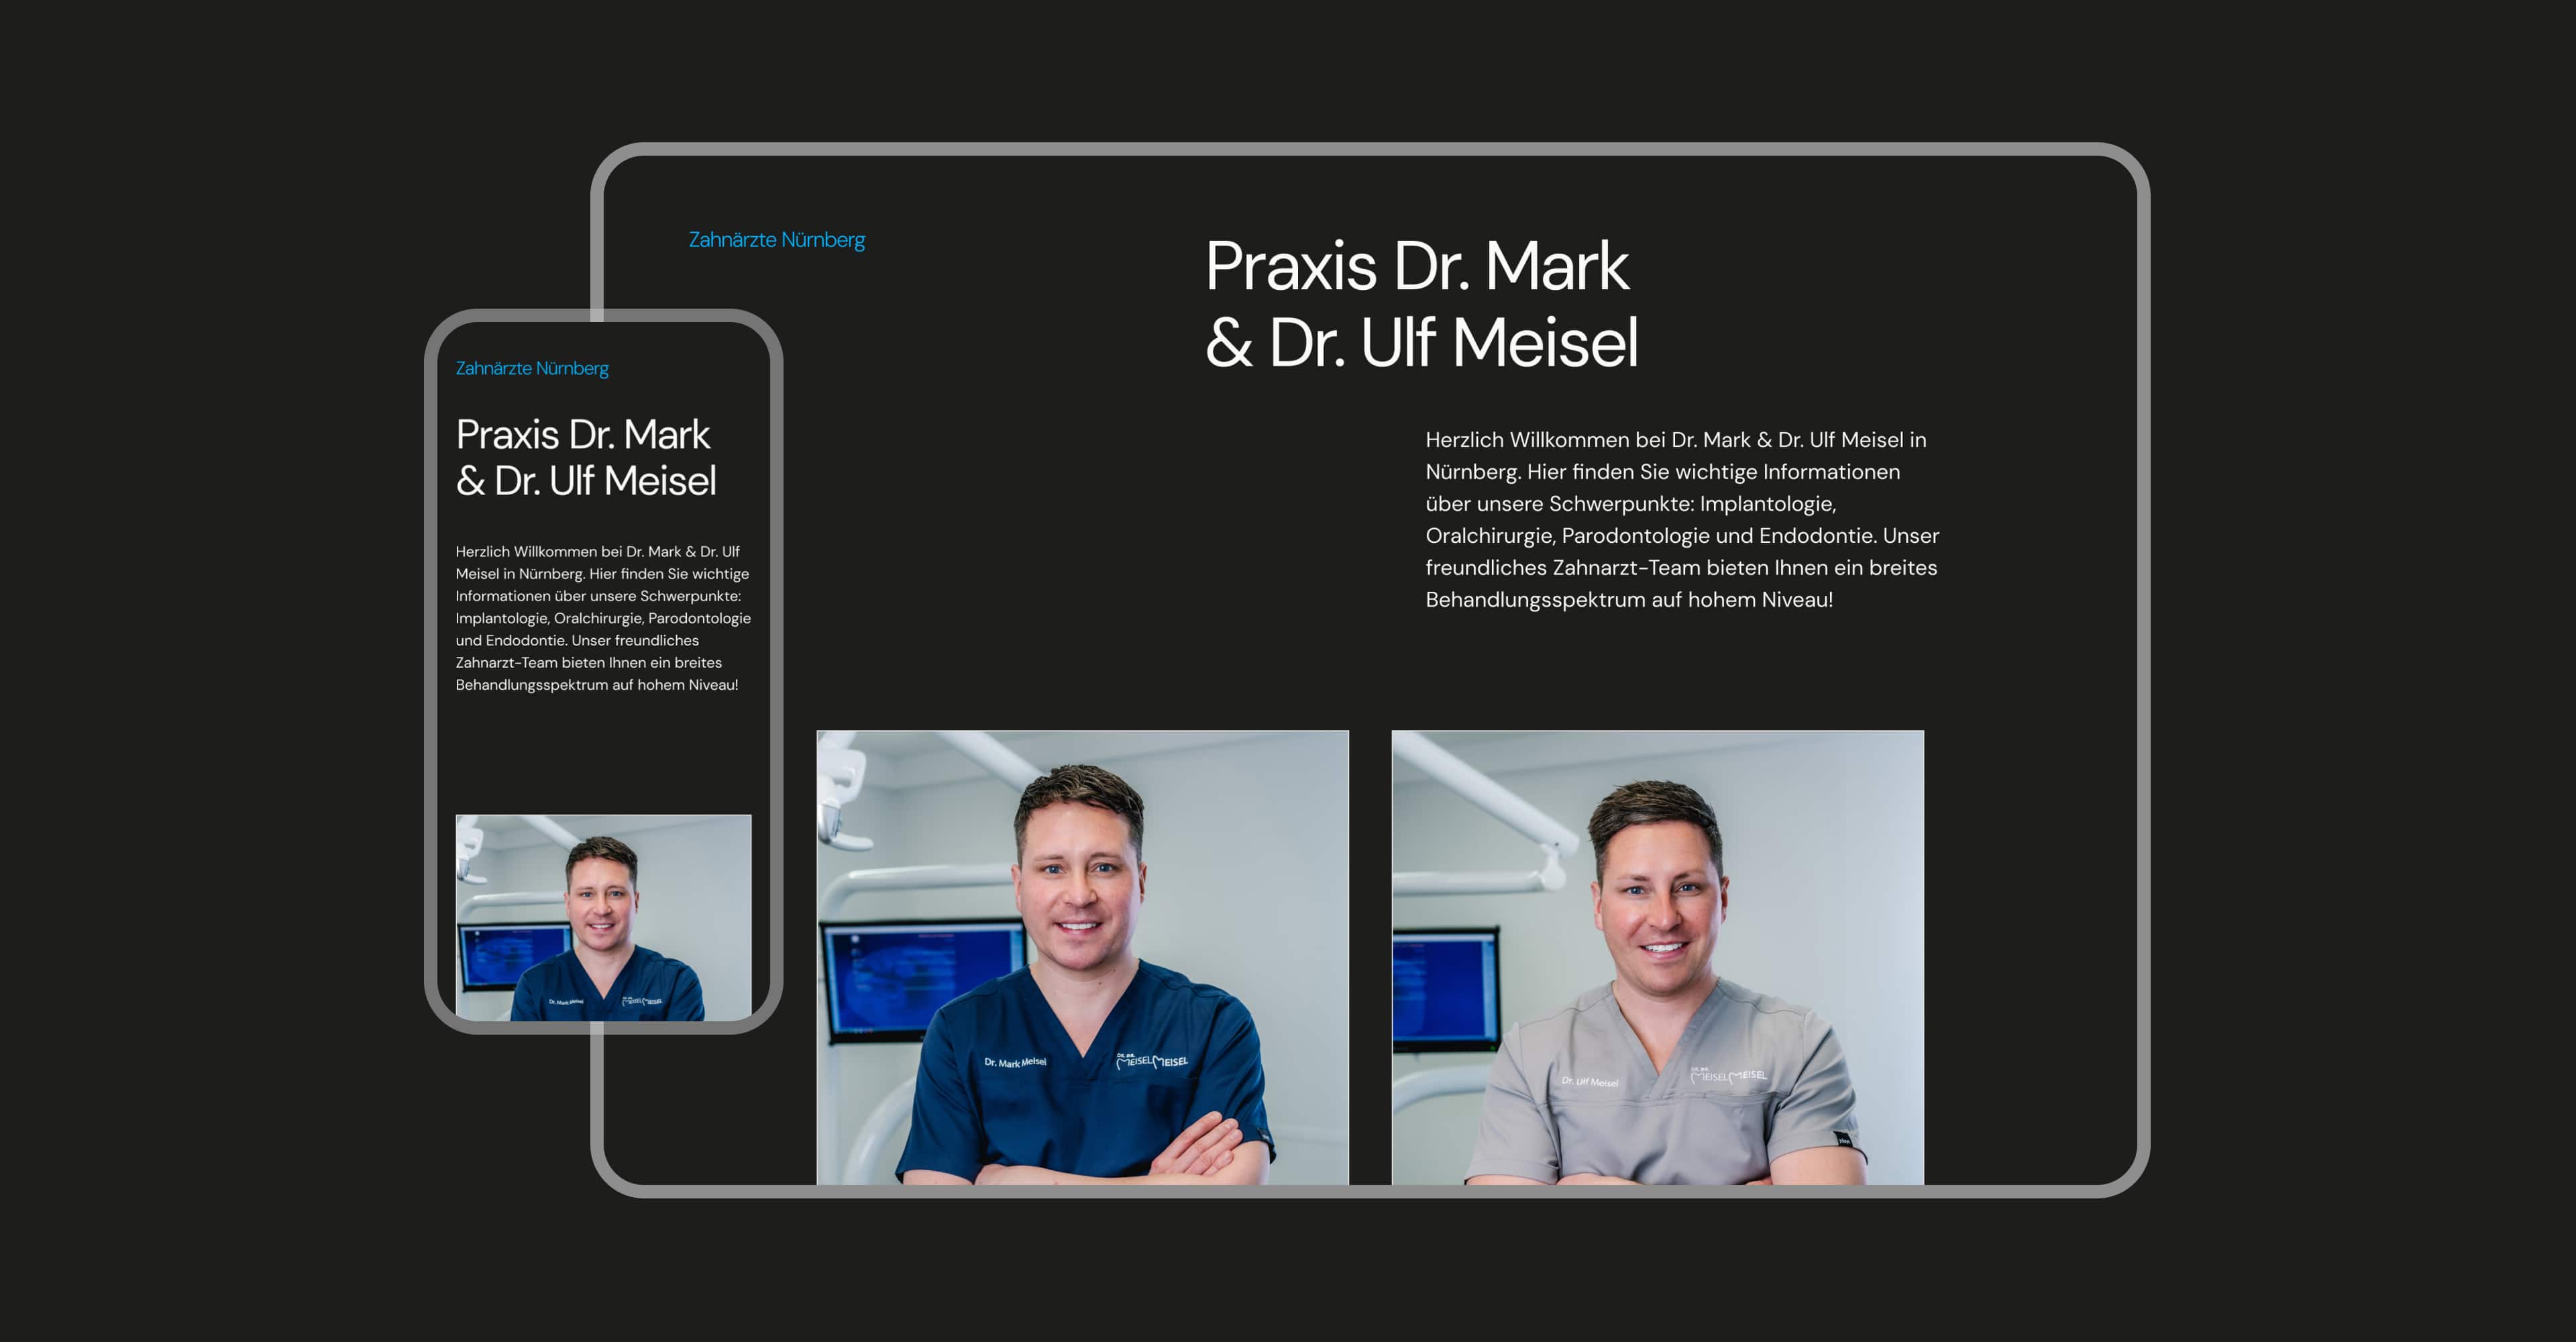 Zahnärzte Nürnberg
Praxis Dr. Mark
& Dr. Ulf Meisel
Herzlich Willkommen bei Dr. Mark & Dr. Ulf Meisel in
Nürnberg. Hier finden Sie wichtige Informationen
über unsere Schwerpunkte: Implantologie,
Oralchirurgie, Parodontologie und Endodontie. Unser
freundliches Zahnarzt-Team bieten Ihnen ein breites
Behandlungsspektrum auf hohem Niveau!
Dr. Mark Meisel
DR. DR.
MEISEL MEISEL
Dr. Ulf Meisel
DR. DR.
MEISEL MEISEL
Zahnärzte Nürnberg
Praxis Dr. Mark
& Dr. Ulf Meisel
Herzlich Willkommen bei Dr. Mark & Dr. Ulf
Meisel in Nürnberg. Hier finden Sie wichtige
Informationen über unsere Schwerpunkte:
Implantologie, Oralchirurgie, Parodontologie
und Endodontie. Unser freundliches
Zahnarzt-Team bieten Ihnen ein breites
Behandlungsspektrum auf hohem Niveau!
Dr. Mark Meisel
MEISEL MEISEL